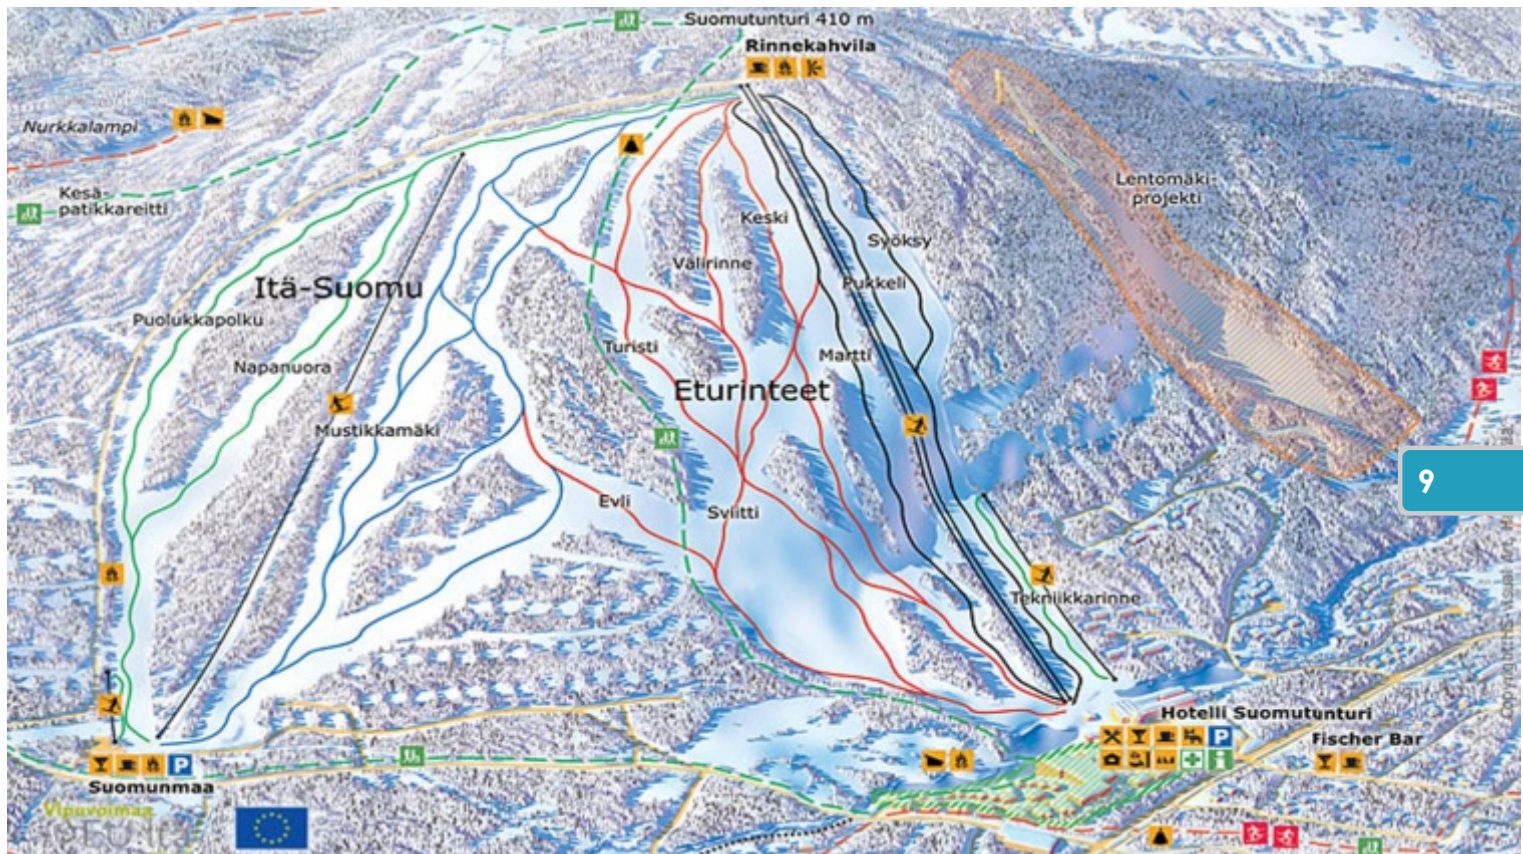 Suomutunturi 410 m
Rinnekahvila
Nurkkalampi
Kesä-
patikkareitti
Lentomäki-
projekti
Keski
Syöksy
Välirinne
Pukkeli
Itä-Suomu
Puolukkapolku
Turisti
Martti
Napanuora
Eturinteet
Mustikkamäki
9
Evli
Sviitti
Tekniikkarinne
Hotelli Suomutunturi
P
Fischer Bar
P
Suomunmaa
Vipuvoimaa